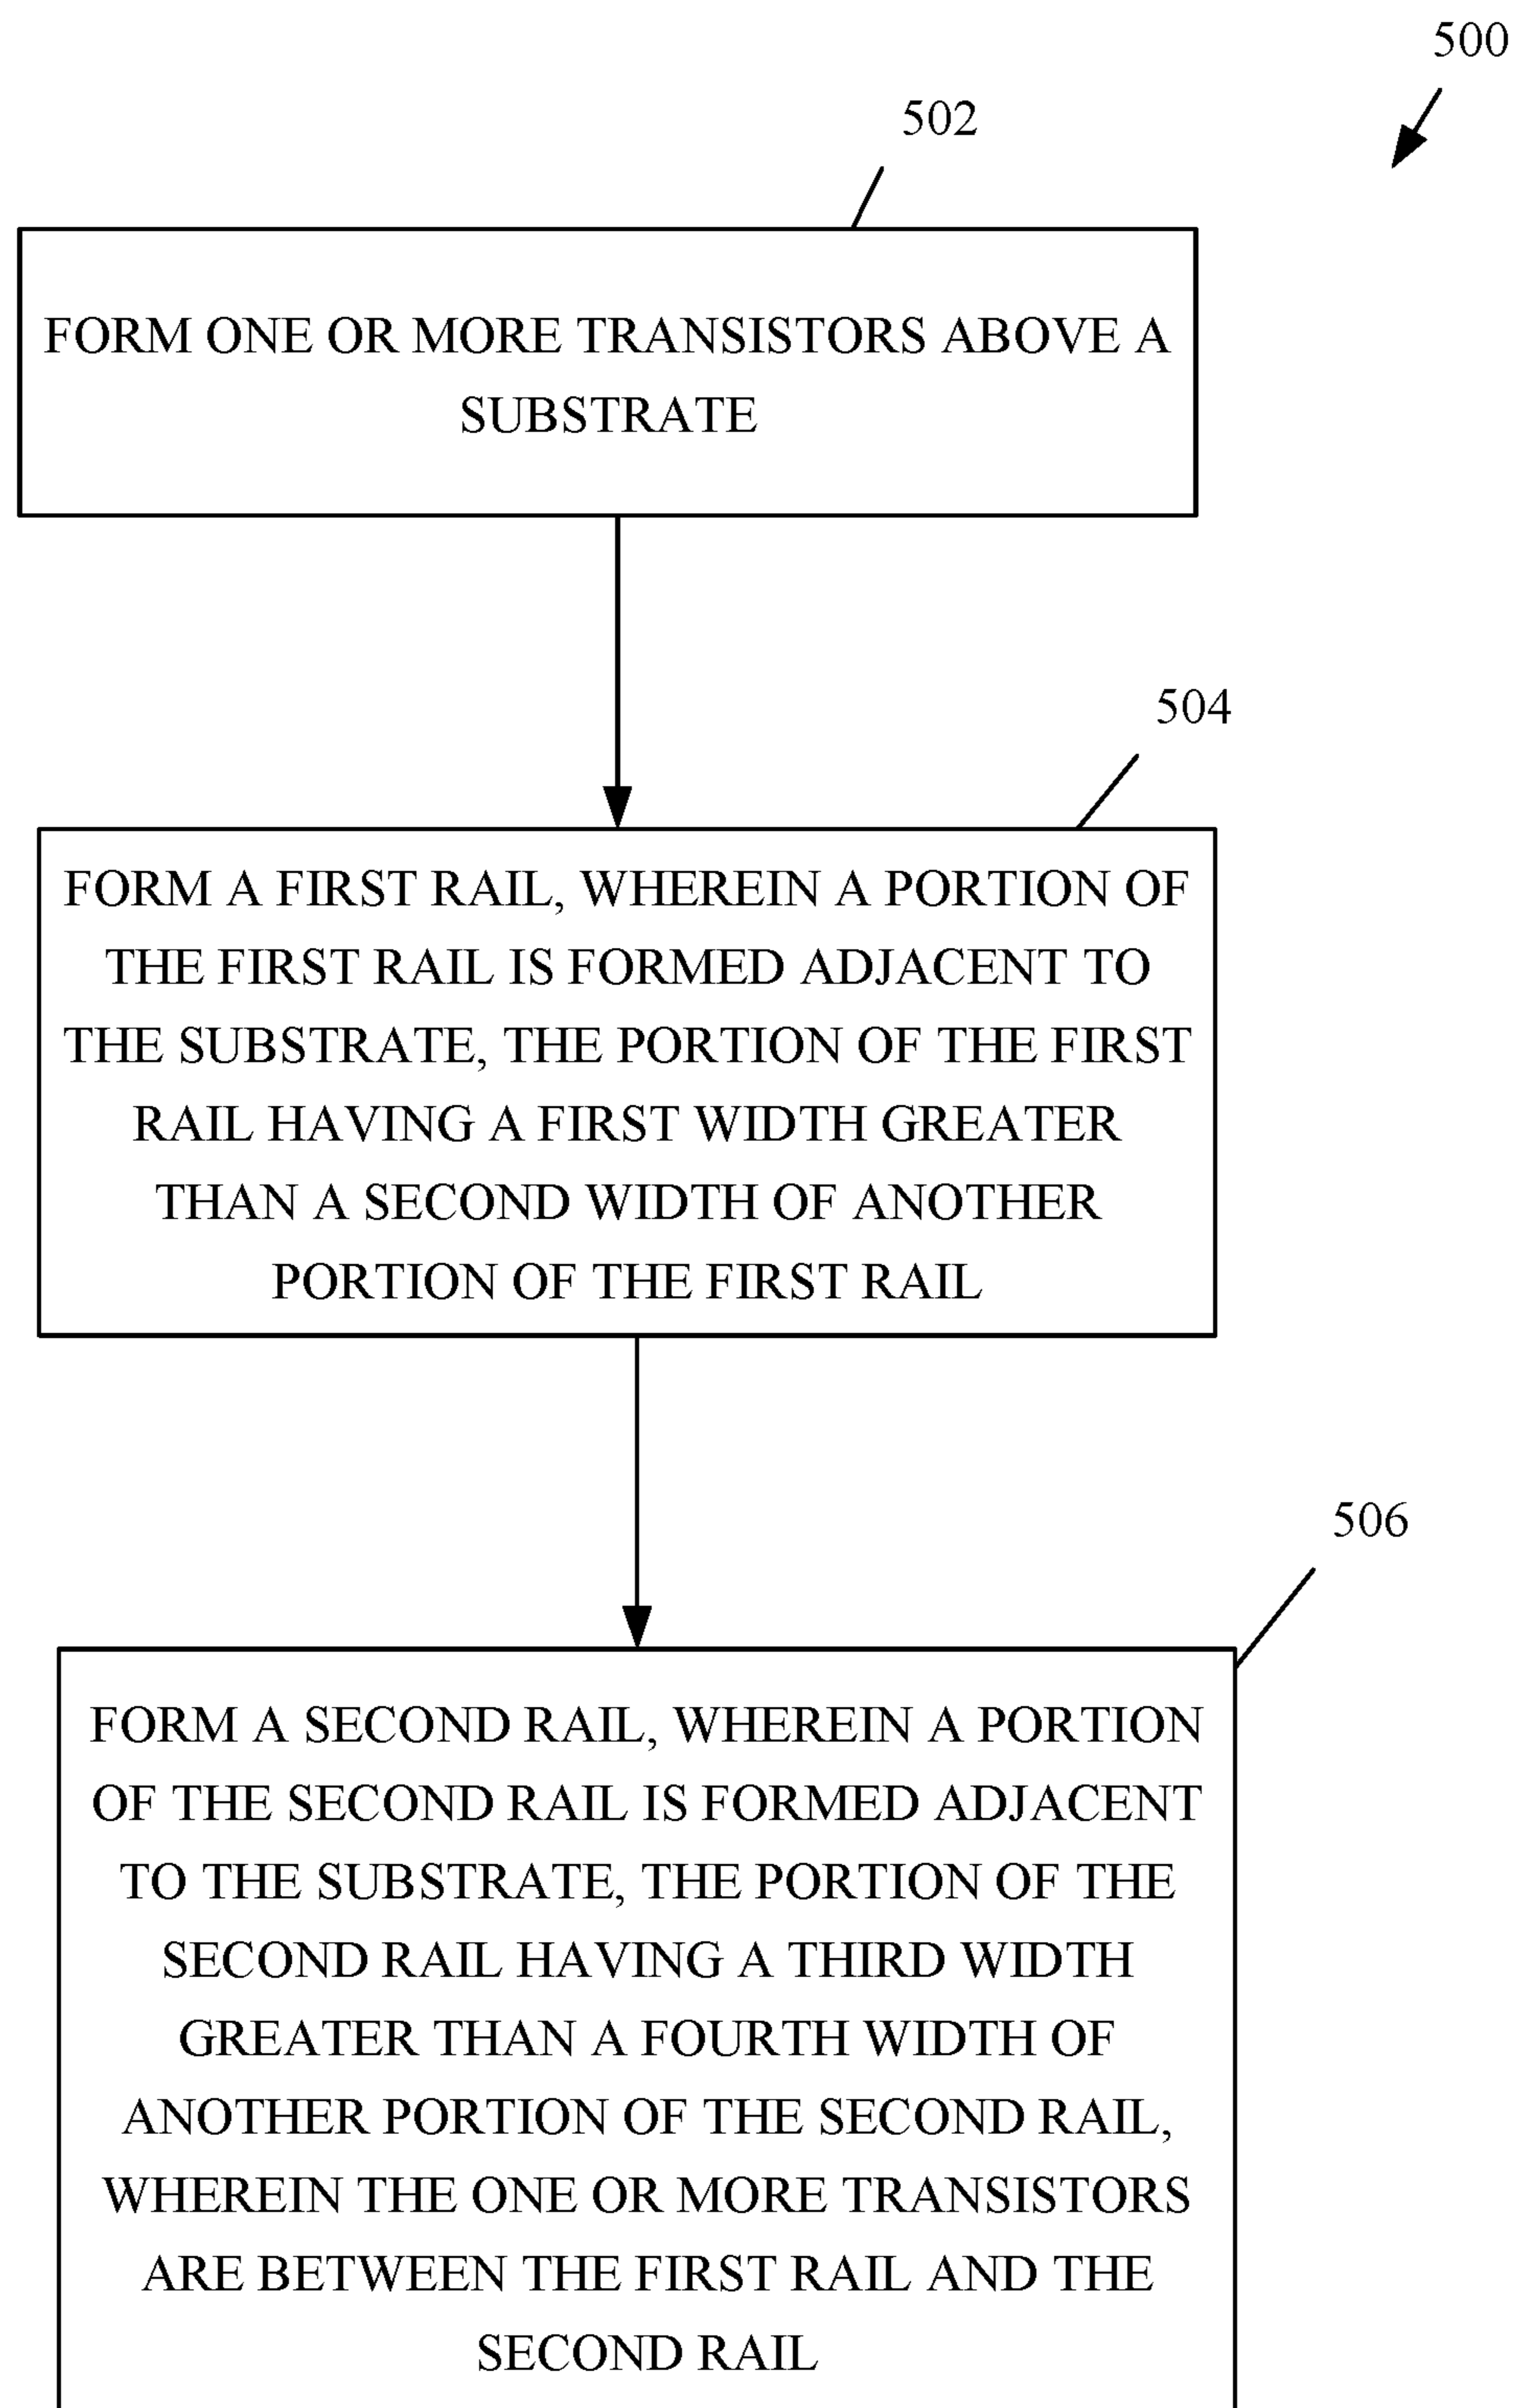 500
502
FORM ONE OR MORE TRANSISTORS ABOVE A
SUBSTRATE
504
FORM A FIRST RAIL, WHEREIN A PORTION OF
THE FIRST RAIL IS FORMED ADJACENT TO
THE SUBSTRATE, THE PORTION OF THE FIRST
RAIL HAVING A FIRST WIDTH GREATER
THAN A SECOND WIDTH OF ANOTHER
PORTION OF THE FIRST RAIL
506
FORM A SECOND RAIL, WHEREIN A PORTION
OF THE SECOND RAIL IS FORMED ADJACENT
TO THE SUBSTRATE, THE PORTION OF THE
SECOND RAIL HAVING A THIRD WIDTH
GREATER THAN A FOURTH WIDTH OF
ANOTHER PORTION OF THE SECOND RAIL,
WHEREIN THE ONE OR MORE TRANSISTORS
ARE BETWEEN THE FIRST RAIL AND THE
SECOND RAIL